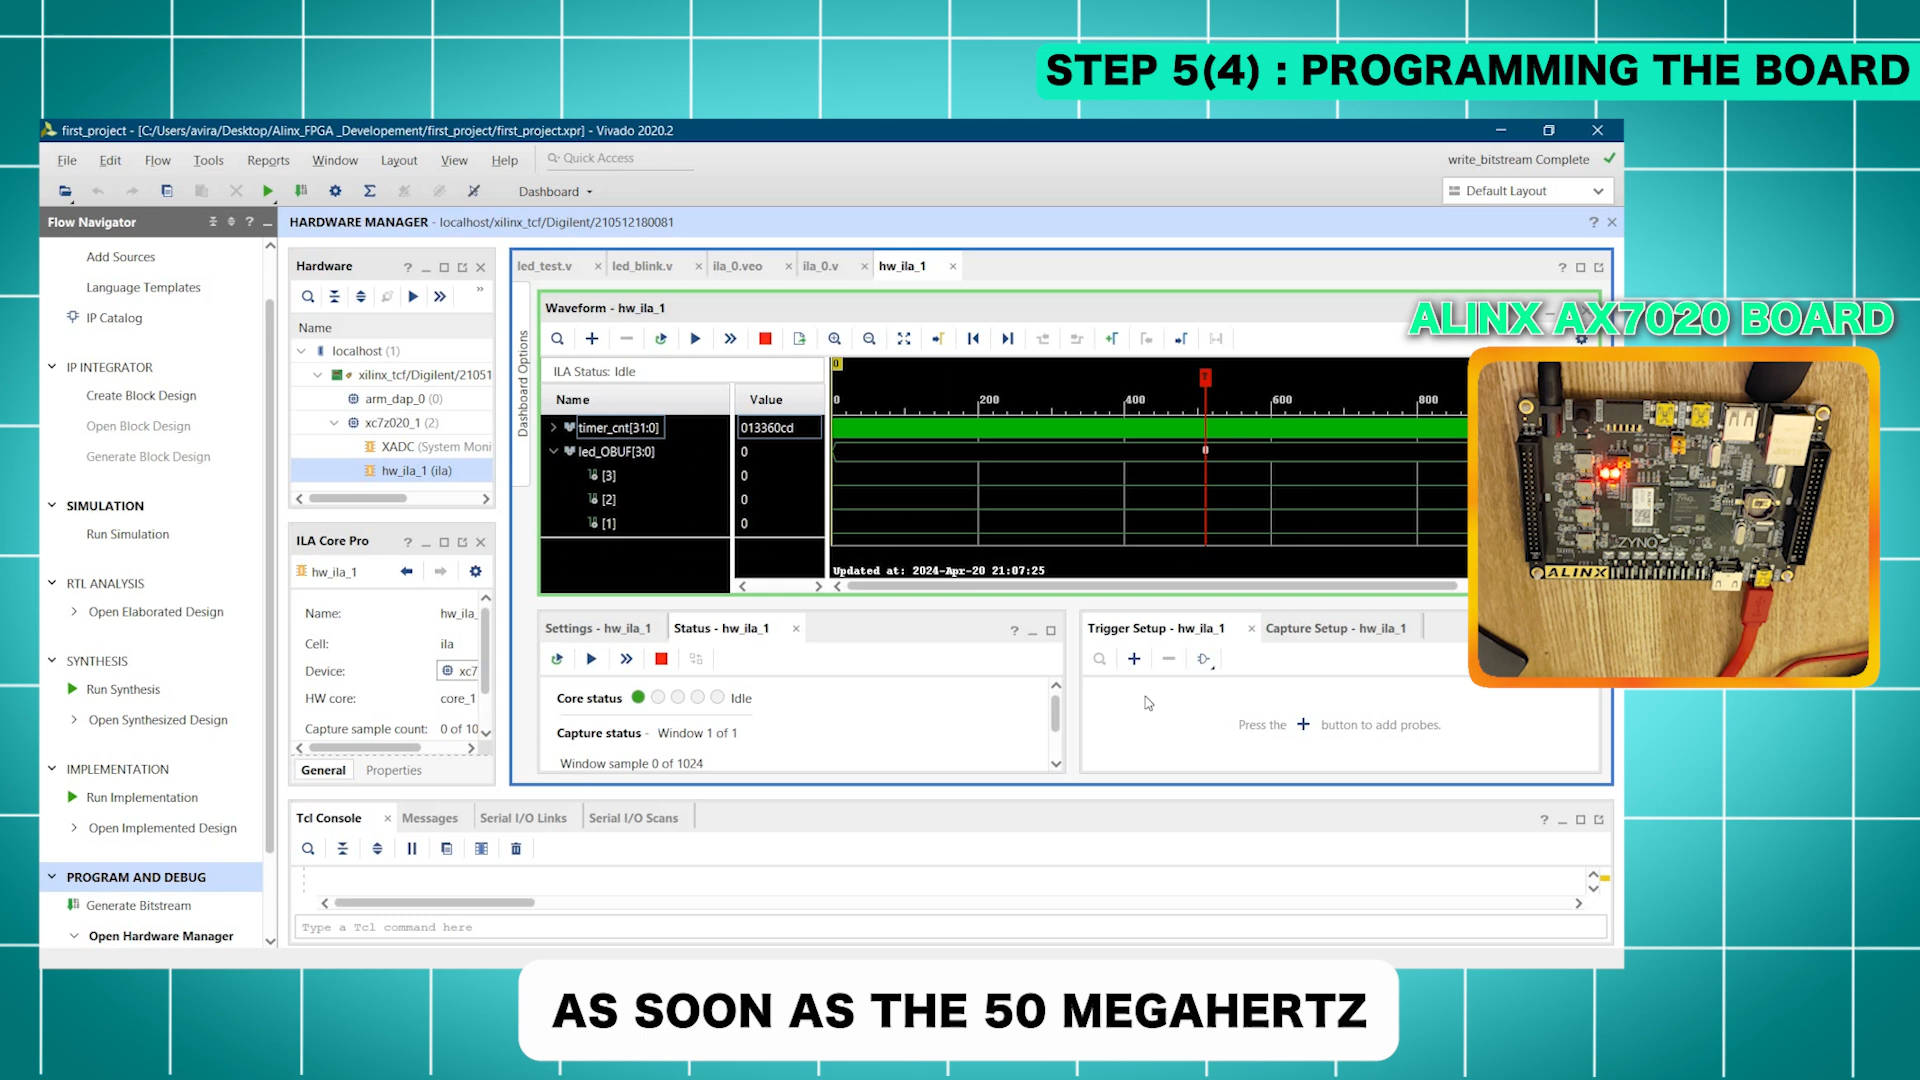 STEP 5(4) : PROGRAMMING THE BOARD
first_project - [C:/Users/avira/Desktop/Alinx_FPGA _Developement/first_project/first_project.xpr] - Vivado 2020.2
File Edit Flow Tools Reports Window Layout View Help Quick Access
write_bitstream Complete
Dashboard
Default Layout
Flow Navigator
HARDWARE MANAGER - localhost/xilinx_tcf/Digilent/210512180081
Add Sources
Language Templates
IP Catalog
IP INTEGRATOR
Create Block Design
Open Block Design
Generate Block Design
SIMULATION
Run Simulation
RTL ANALYSIS
Open Elaborated Design
SYNTHESIS
Run Synthesis
Open Synthesized Design
IMPLEMENTATION
Run Implementation
Open Implemented Design
PROGRAM AND DEBUG
Generate Bitstream
Open Hardware Manager
Hardware
Name
localhost (1)
xilinx_tcf/Digilent/21051
arm_dap_0 (0)
xc7z020_1 (2)
XADC (System Moni
hw_ila_1 (ila)
ILA Core Pro
hw_ila_1
Name: hw_ila_
Cell: ila
Device: xc7
HW core: core_1
Capture sample count: 0 of 10
General Properties
led_test.v led_blink.v ila_0.veo ila_0.v hw_ila_1
Dashboard Options
Waveform - hw_ila_1
ILA Status: Idle
Name Value
timer_cnt[31:0] 013360cd
led_OBUF[3:0] 0
[3] 0
[2] 0
[1] 0
0
T
0 200 400 600 800
0
Updated at: 2024-Apr-20 21:07:25
Settings - hw_ila_1 Status - hw_ila_1
Core status Idle
Capture status - Window 1 of 1
Window sample 0 of 1024
Trigger Setup - hw_ila_1 Capture Setup - hw_ila_1
Press the + button to add probes.
ALINX AX7020 BOARD
ZYNQ
ALINX
Tcl Console Messages Serial I/O Links Serial I/O Scans
Type a Tcl command here
AS SOON AS THE 50 MEGAHERTZ